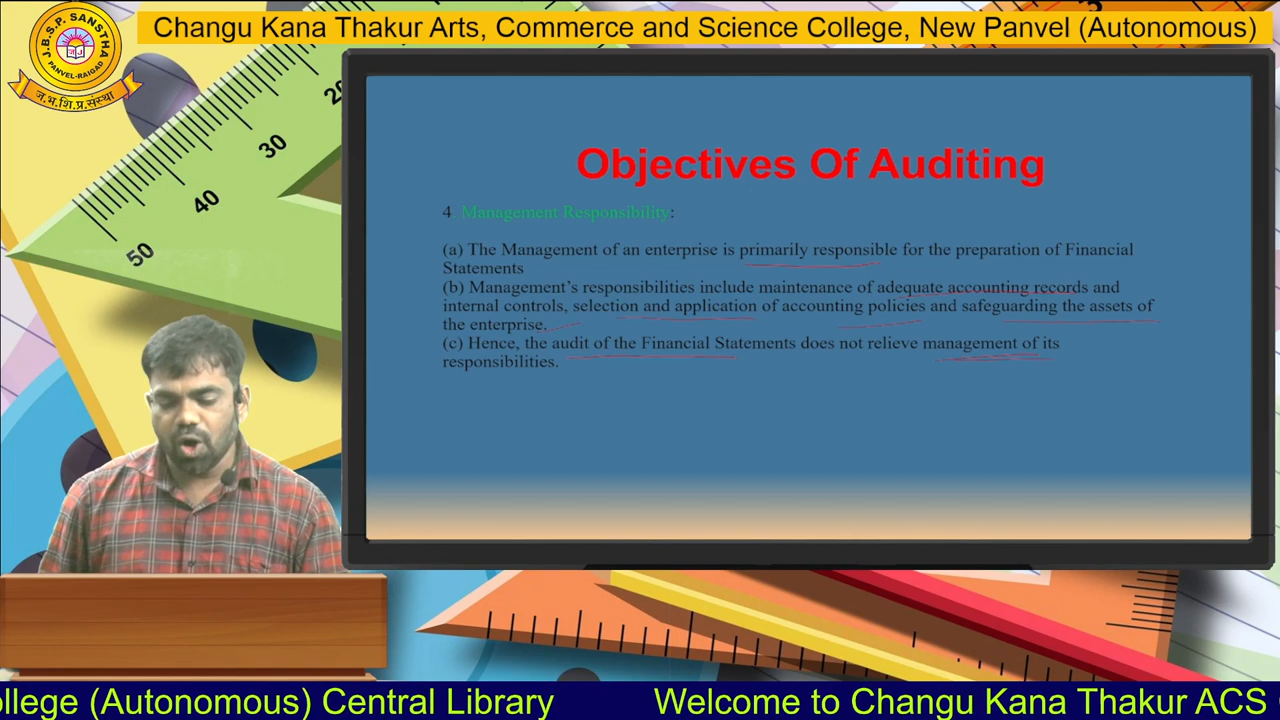 J.B.S.P. SANSTHA
PANVEL-RAIGAD
ज.भ.शि.प्र.संस्था
Changu Kana Thakur Arts, Commerce and Science College, New Panvel (Autonomous)
30
40
50
Objectives Of Auditing
4 Management Responsibility:
(a) The Management of an enterprise is primarily responsible for the preparation of Financial
Statements
(b) Management’s responsibilities include maintenance of adequate accounting records and
internal controls, selection and application of accounting policies and safeguarding the assets of
the enterprise.
(c) Hence, the audit of the Financial Statements does not relieve management of its
responsibilities.
ollege (Autonomous) Central Library Welcome to Changu Kana Thakur ACS